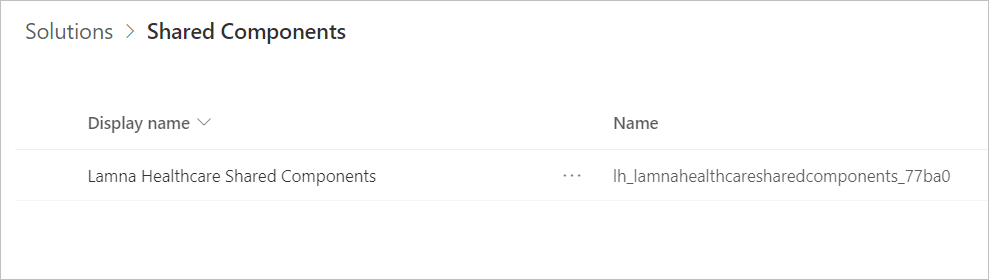 Solutions > Shared Components
Display name Name
Lamna Healthcare Shared Components ... lh_lamnahealthcaresharedcomponents_77ba0